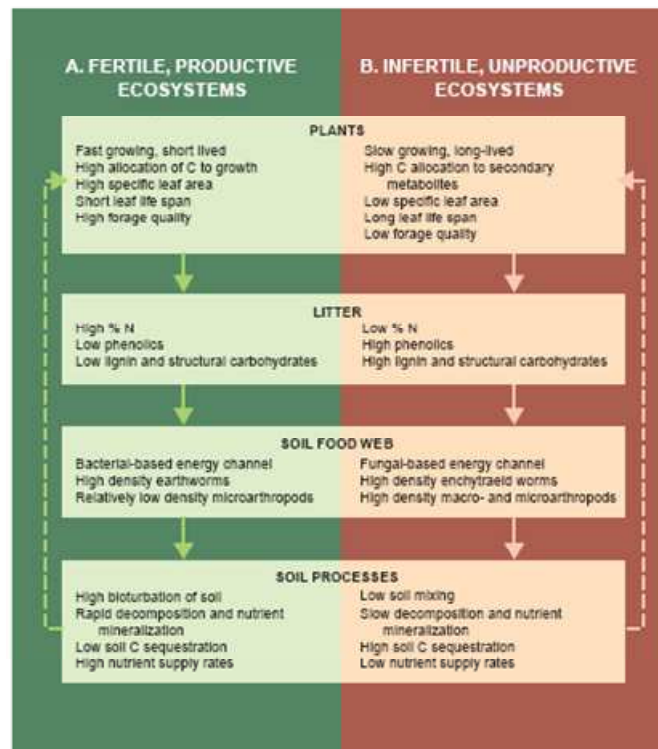 A. FERTILE, PRODUCTIVE
ECOSYSTEMS
B. INFERTILE, UNPRODUCTIVE
ECOSYSTEMS
PLANTS
Fast growing, short lived
High allocation of C to growth
High specific leaf area
Short leaf life span
High forage quality
Slow growing, long-lived
High C allocation to secondary
metabolites
Low specific leaf area
Long leaf life span
Low forage quality
LITTER
High % N
Low phenolics
Low lignin and structural carbohydrates
Low % N
High phenolics
High lignin and structural carbohydrates
SOIL FOOD WEB
Bacterial-based energy channel
High density earthworms
Relatively low density microarthropods
Fungal-based energy channel
High density enchytraeid worms
High density macro- and microarthropods
SOIL PROCESSES
High bioturbation of soil
Rapid decomposition and nutrient
mineralization
Low soil C sequestration
High nutrient supply rates
Low soil mixing
Slow decomposition and nutrient
mineralization
High soil C sequestration
Low nutrient supply rates